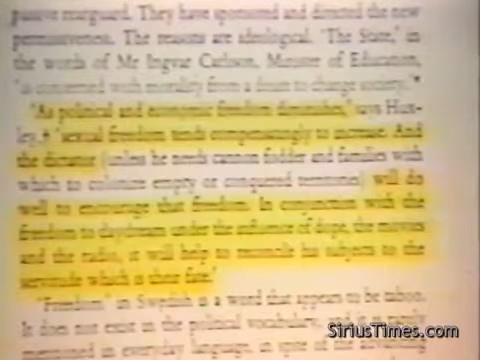 passive rearguard. They have sponsored and directed the new
permissiveness. The reasons are ideological. 'The State,' in
the words of Mr Ingvar Carlsson, Minister of Education,
'is concerned with morality from a desire to change society.'*
'As political and economic freedom diminishes,' says Hux-
ley,† 'sexual freedom tends compensatingly to increase. And
the dictator (unless he needs cannon fodder and families with
which to colonize empty or conquered territories) will do
well to encourage that freedom. In conjunction with the
freedom to daydream under the influence of dope, the movies
and the radio, it will help to reconcile his subjects to the
servitude which is their fate.'
'Freedom' in Swedish is a word that appears to be taboo.
It does not exist in the political vocabulary, and is rarely
mentioned in everyday language, in spite of the
SiriusTimes.com